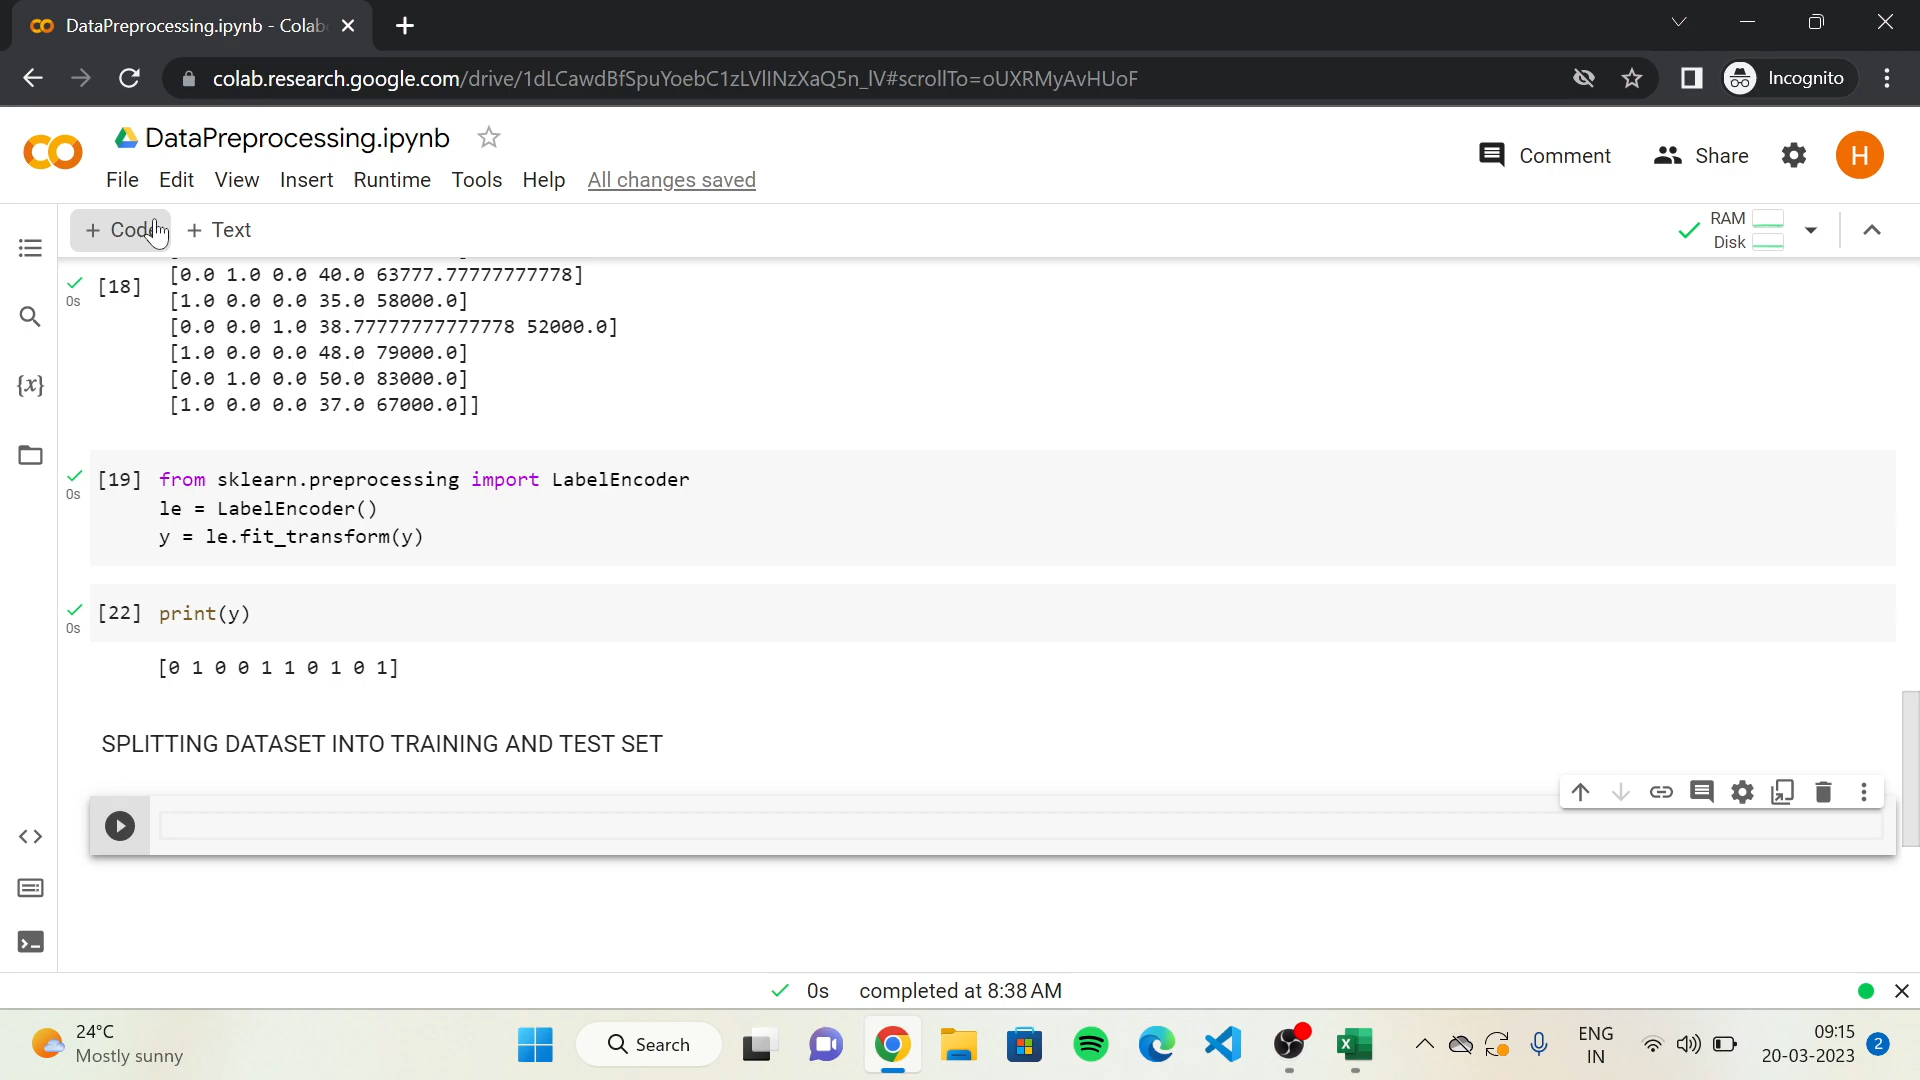 DataPreprocessing.ipynb - Colab
colab.research.google.com/drive/1dLCawdBfSpuYoebC1zLVlINzXaQ5n_lV#scrollTo=oUXRMyAvHUoF
Incognito
DataPreprocessing.ipynb
Comment
Share
H
File Edit View Insert Runtime Tools Help All changes saved
+ Code + Text
RAM
Disk
[18]
0s
[0.0 1.0 0.0 40.0 63777.77777777778]
[1.0 0.0 0.0 35.0 58000.0]
[0.0 0.0 1.0 38.77777777777778 52000.0]
[1.0 0.0 0.0 48.0 79000.0]
[0.0 1.0 0.0 50.0 83000.0]
[1.0 0.0 0.0 37.0 67000.0]]
{x}
[19] from sklearn.preprocessing import LabelEncoder
0s
le = LabelEncoder()
y = le.fit_transform(y)
[22] print(y)
0s
[0 1 0 0 1 1 0 1 0 1]
SPLITTING DATASET INTO TRAINING AND TEST SET
0s completed at 8:38 AM
24°C
Mostly sunny
Search
ENG
IN
09:15
20-03-2023
2